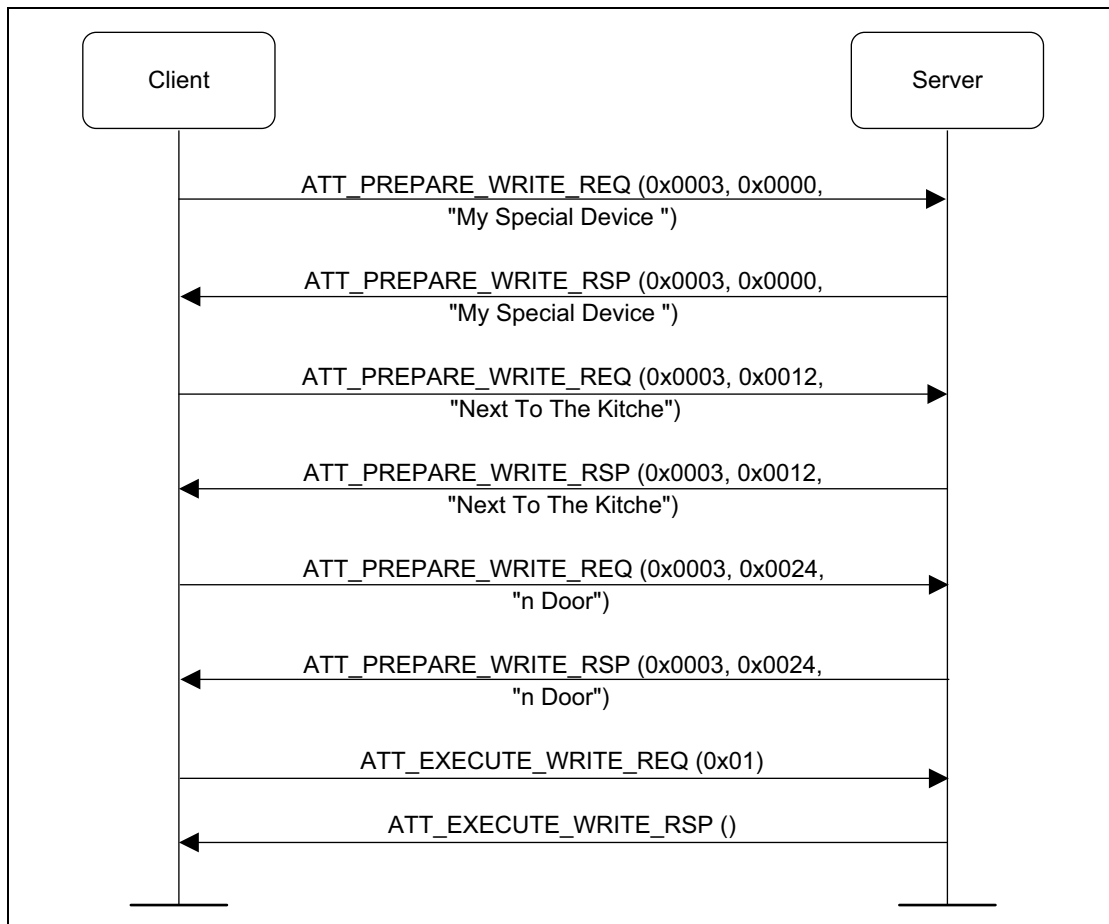 Client
Server
ATT_PREPARE_WRITE_REQ (0x0003, 0x0000,
"My Special Device ")
ATT_PREPARE_WRITE_RSP (0x0003, 0x0000,
"My Special Device ")
ATT_PREPARE_WRITE_REQ (0x0003, 0x0012,
"Next To The Kitche")
ATT_PREPARE_WRITE_RSP (0x0003, 0x0012,
"Next To The Kitche")
ATT_PREPARE_WRITE_REQ (0x0003, 0x0024,
"n Door")
ATT_PREPARE_WRITE_RSP (0x0003, 0x0024,
"n Door")
ATT_EXECUTE_WRITE_REQ (0x01)
ATT_EXECUTE_WRITE_RSP ()